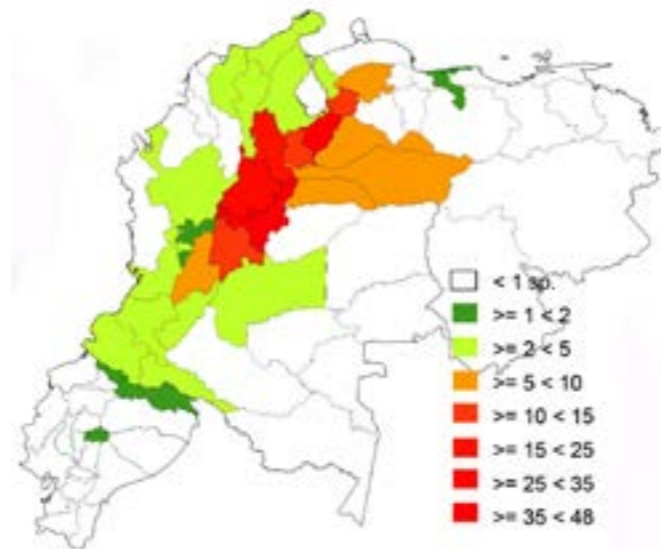 < 1 sp.
>= 1 < 2
>= 2 < 5
>= 5 < 10
>= 10 < 15
>= 15 < 25
>= 25 < 35
>= 35 < 48